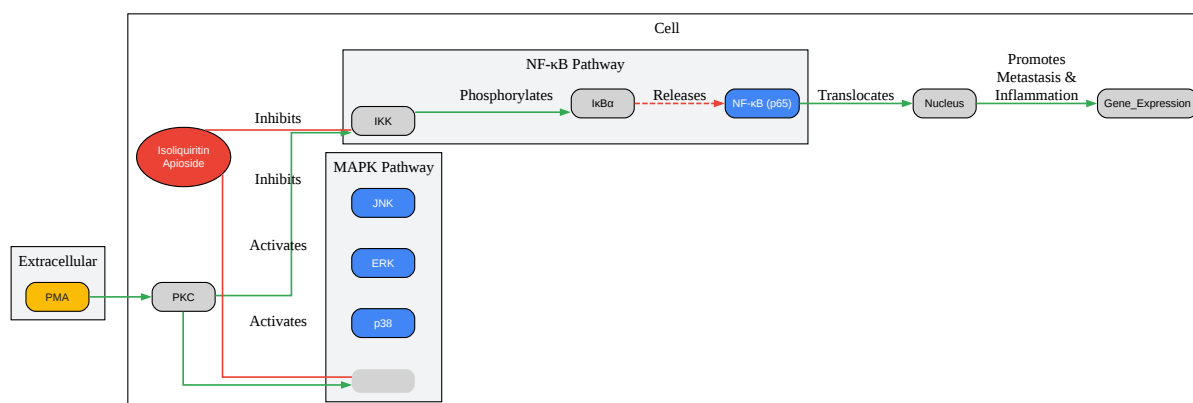 Cell
NF-κB Pathway
Promotes
Metastasis &
Inflammation
Phosphorylates
IκBα
Releases
NF-κB (p65)
Translocates
Nucleus
Gene_Expression
Inhibits
IKK
Isoliquiritin
Apioside
MAPK Pathway
Inhibits
JNK
Activates
Extracellular
ERK
PMA
PKC
Activates
p38